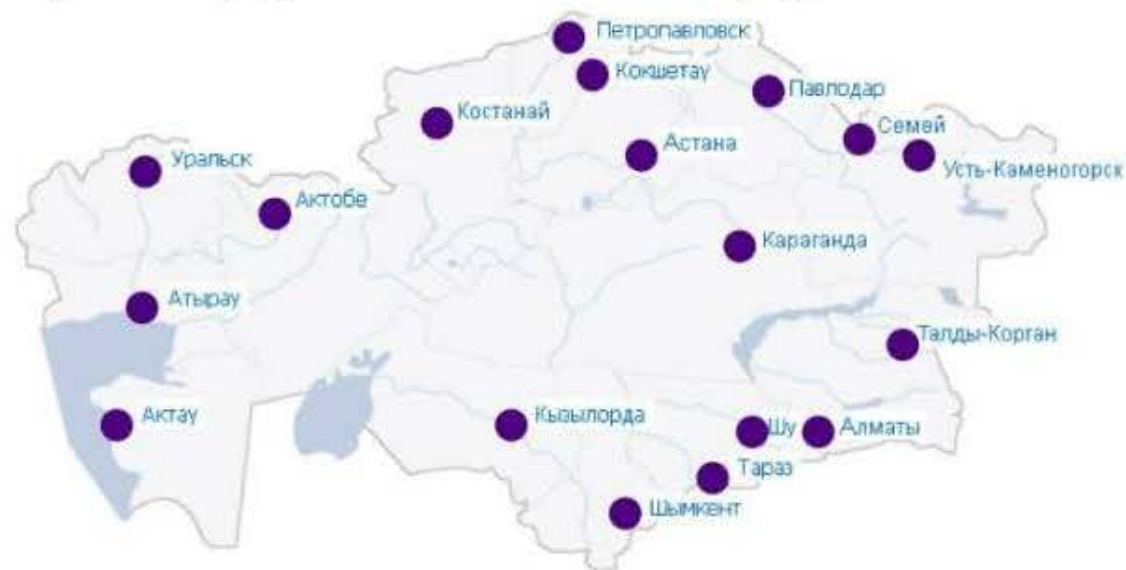 Петропавловск
Кокшетау
Павлодар
Костанай
Семей
Астана
Уральск
Усть-Каменогорск
Актобе
Караганда
Атырау
Талды-Корган
Актау
Кызылорда
Шу
Алматы
Тараз
Шымкент